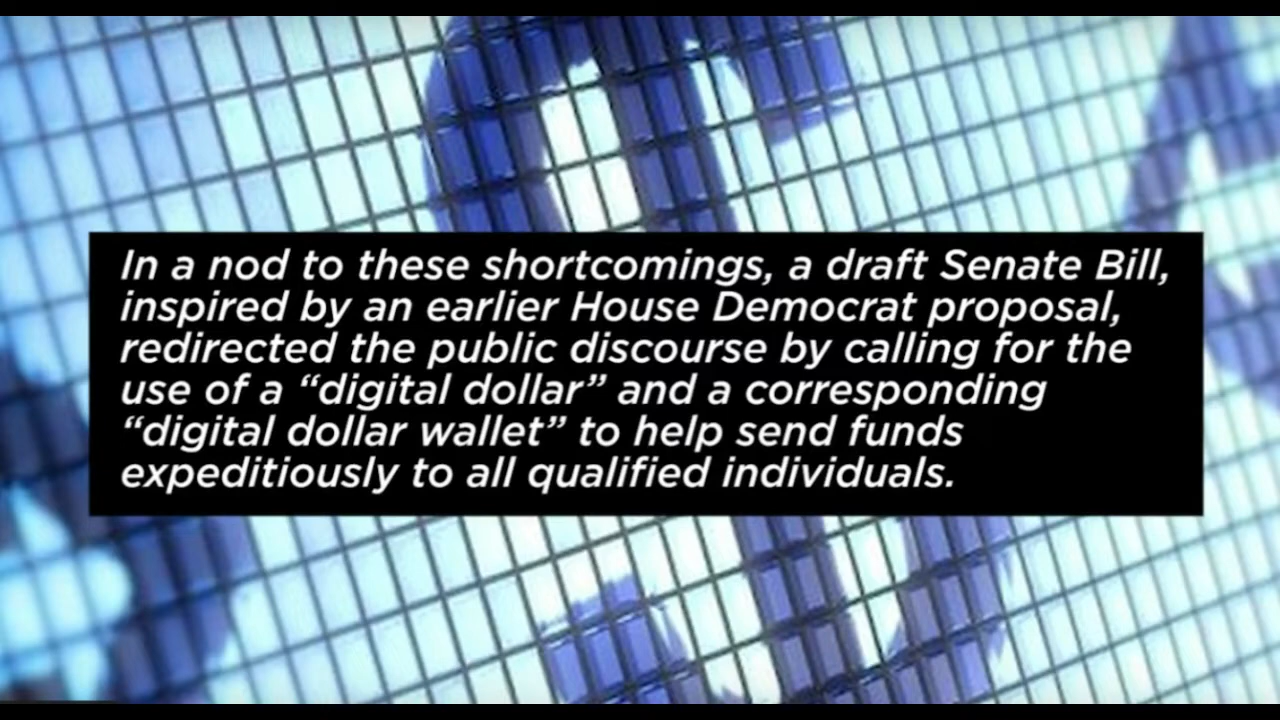 In a nod to these shortcomings, a draft Senate Bill,
inspired by an earlier House Democrat proposal,
redirected the public discourse by calling for the
use of a “digital dollar” and a corresponding
“digital dollar wallet” to help send funds
expeditiously to all qualified individuals.